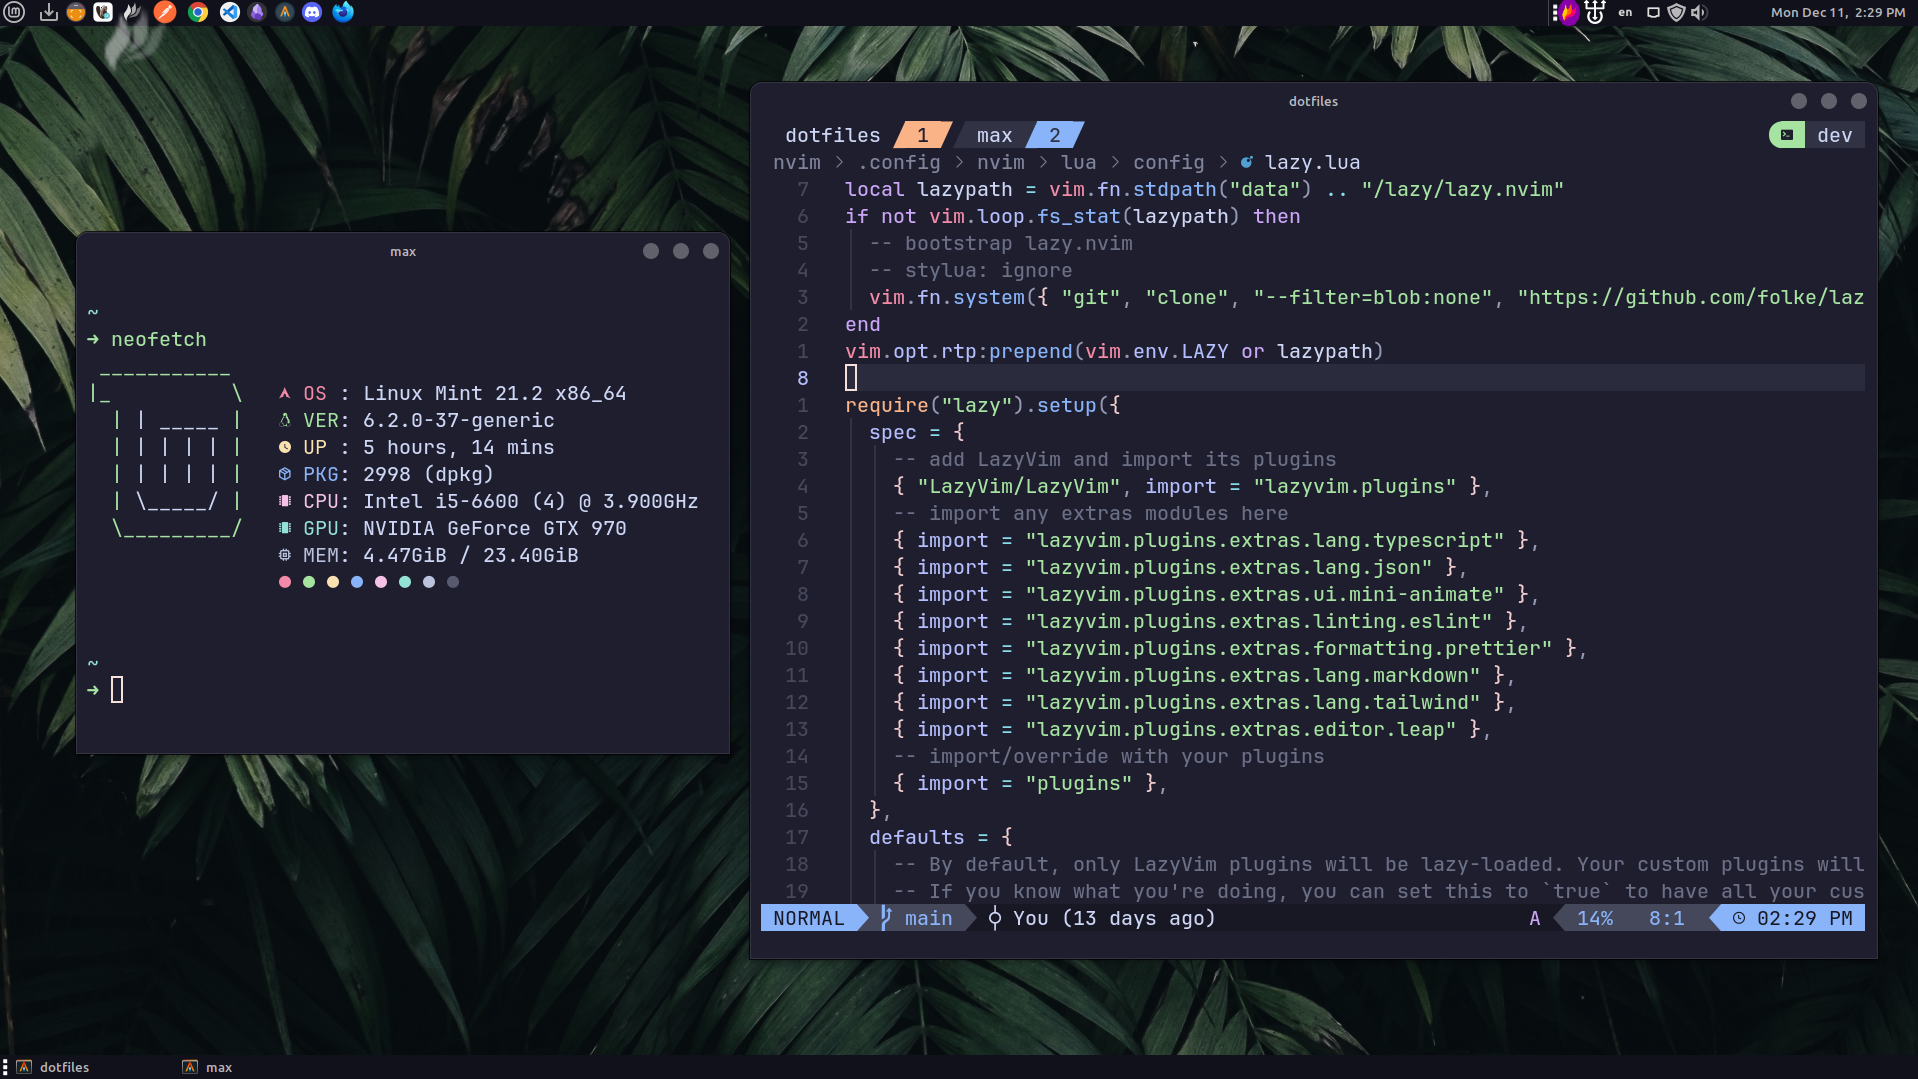 en
Mon Dec 11, 2:29 PM
max
~
➜ neofetch
OS : Linux Mint 21.2 x86_64
VER: 6.2.0-37-generic
UP : 5 hours, 14 mins
PKG: 2998 (dpkg)
CPU: Intel i5-6600 (4) @ 3.900GHz
GPU: NVIDIA GeForce GTX 970
MEM: 4.47GiB / 23.40GiB
~
➜
dotfiles
dotfiles 1 max 2 dev
nvim > .config > nvim > lua > config > lazy.lua
7 local lazypath = vim.fn.stdpath("data") .. "/lazy/lazy.nvim"
6 if not vim.loop.fs_stat(lazypath) then
5 -- bootstrap lazy.nvim
4 -- stylua: ignore
3 vim.fn.system({ "git", "clone", "--filter=blob:none", "https://github.com/folke/laz
2 end
1 vim.opt.rtp:prepend(vim.env.LAZY or lazypath)
8
1 require("lazy").setup({
2 spec = {
3 -- add LazyVim and import its plugins
4 { "LazyVim/LazyVim", import = "lazyvim.plugins" },
5 -- import any extras modules here
6 { import = "lazyvim.plugins.extras.lang.typescript" },
7 { import = "lazyvim.plugins.extras.lang.json" },
8 { import = "lazyvim.plugins.extras.ui.mini-animate" },
9 { import = "lazyvim.plugins.extras.linting.eslint" },
10 { import = "lazyvim.plugins.extras.formatting.prettier" },
11 { import = "lazyvim.plugins.extras.lang.markdown" },
12 { import = "lazyvim.plugins.extras.lang.tailwind" },
13 { import = "lazyvim.plugins.extras.editor.leap" },
14 -- import/override with your plugins
15 { import = "plugins" },
16 },
17 defaults = {
18 -- By default, only LazyVim plugins will be lazy-loaded. Your custom plugins will
19 -- If you know what you're doing, you can set this to `true` to have all your cus
NORMAL main You (13 days ago) A 14% 8:1 02:29 PM
dotfiles max